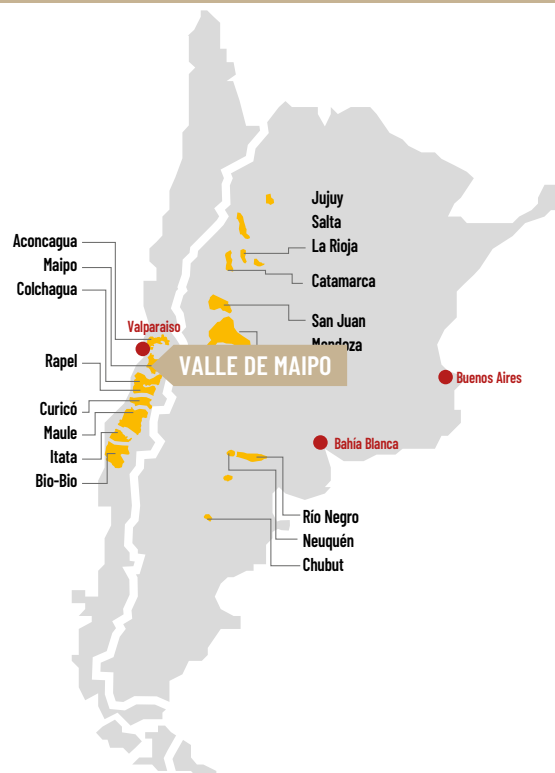 Jujuy
Salta
La Rioja
Catamarca
San Juan
Mendoza
Aconcagua
Maipo
Colchagua
Valparaiso
Rapel
VALLE DE MAIPO
Curicó
Maule
Itata
Bio-Bio
Buenos Aires
Bahía Blanca
Río Negro
Neuquén
Chubut